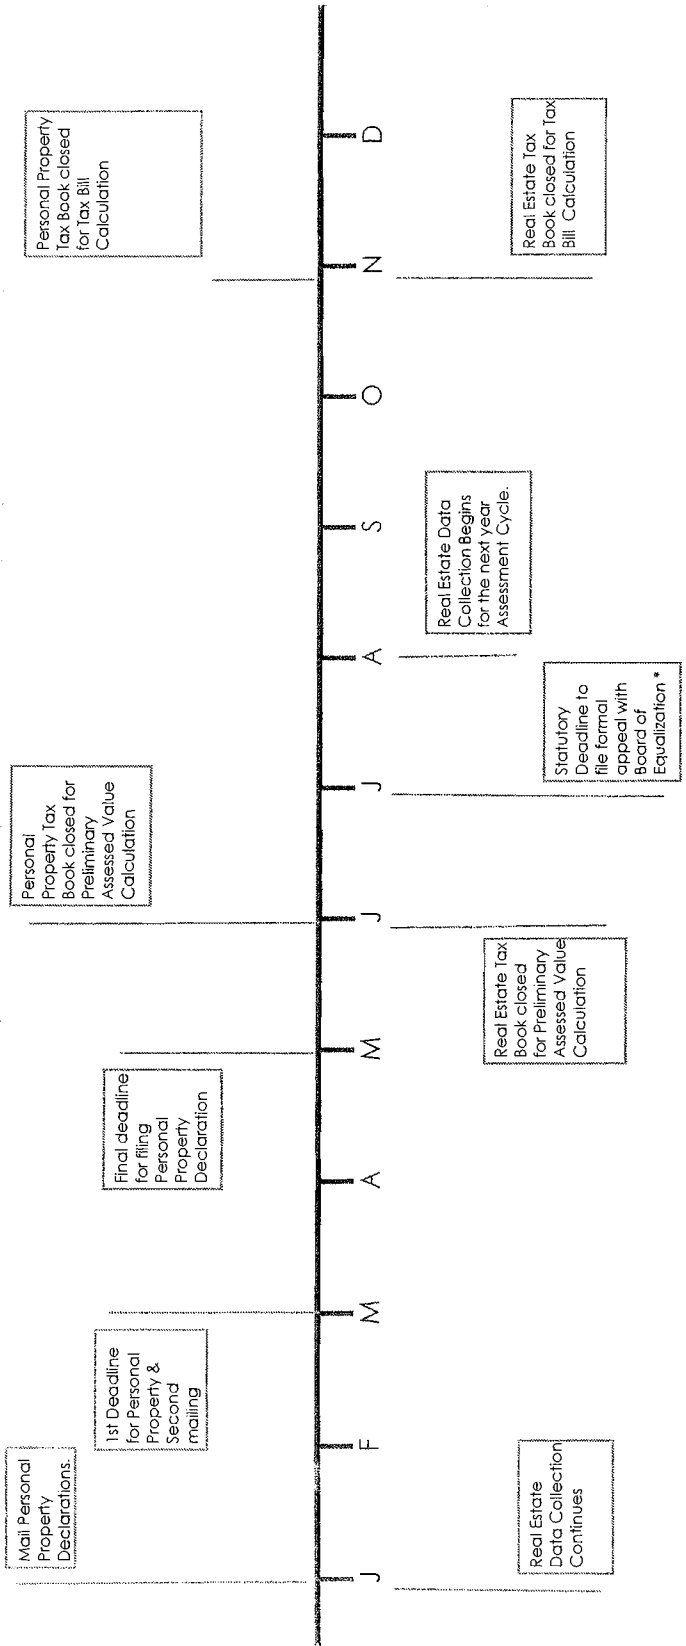 Mail Personal
Property
Declarations.
1st Deadline
for Personal
Property &
Second
mailing
Final deadline
for filing
Personal
Property
Declaration
Personal
Property Tax
Book closed for
Preliminary
Assessed Value
Calculation
Personal Property
Tax Book closed
for Tax Bill
Calculation
J F M A M J J A S O N D
Real Estate
Data Collection
Continues
Real Estate Tax
Book closed
for Preliminary
Assessed Value
Calculation
Statutory
Deadline to
file formal
appeal with
Board of
Equalization *
Real Estate Data
Collection Begins
for the next year
Assessment Cycle.
Real Estate Tax
Book closed for Tax
Bill Calculation